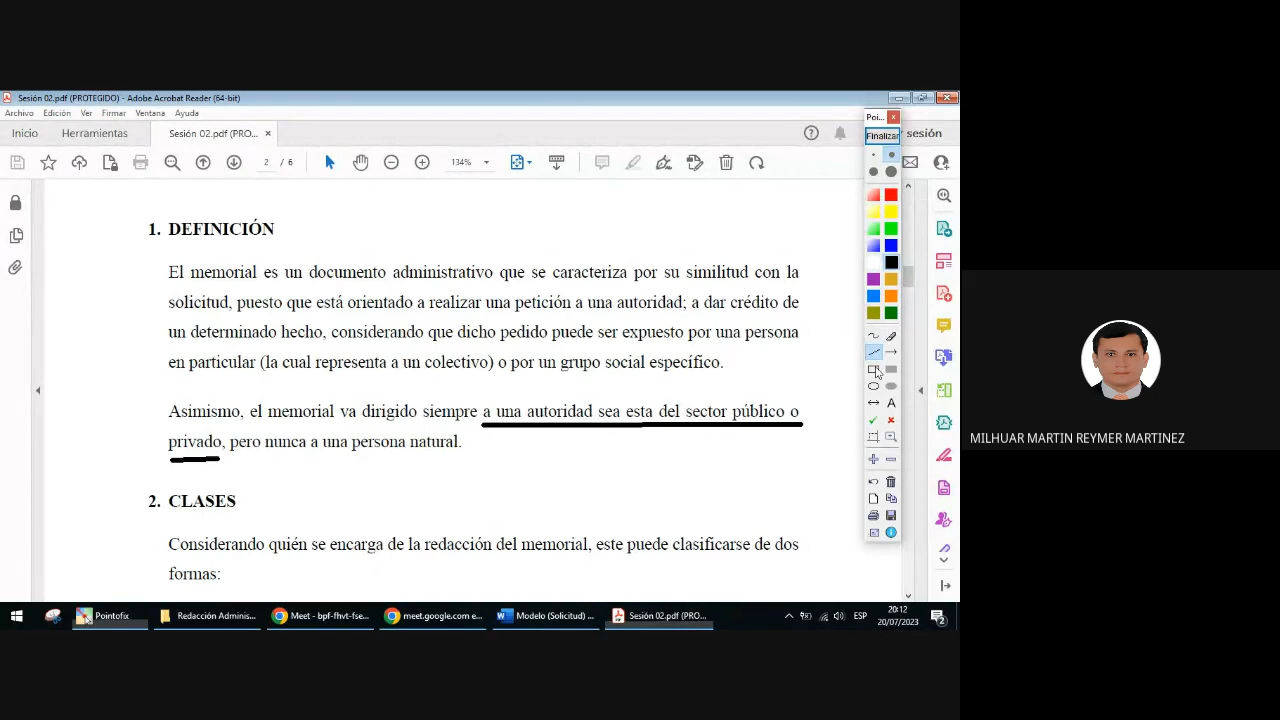 Sesión 02.pdf (PROTEGIDO) - Adobe Acrobat Reader (64-bit)
Archivo Edición Ver Firmar Ventana Ayuda
Inicio Herramientas Sesión 02.pdf (PRO... × sesión
2 / 6 134%
Poi...
Finalizar
A
1. DEFINICIÓN
El memorial es un documento administrativo que se caracteriza por su similitud con la
solicitud, puesto que está orientado a realizar una petición a una autoridad; a dar crédito de
un determinado hecho, considerando que dicho pedido puede ser expuesto por una persona
en particular (la cual representa a un colectivo) o por un grupo social específico.
Asimismo, el memorial va dirigido siempre a una autoridad sea esta del sector público o
privado, pero nunca a una persona natural.
2. CLASES
Considerando quién se encarga de la redacción del memorial, este puede clasificarse de dos
formas:
MILHUAR MARTIN REYMER MARTINEZ
Pointofix Redacción Adminis... Meet - bpf-fhvt-fse... meet.google.com e... Modelo (Solicitud) ... Sesión 02.pdf (PRO... ESP 20:12
20/07/2023 2